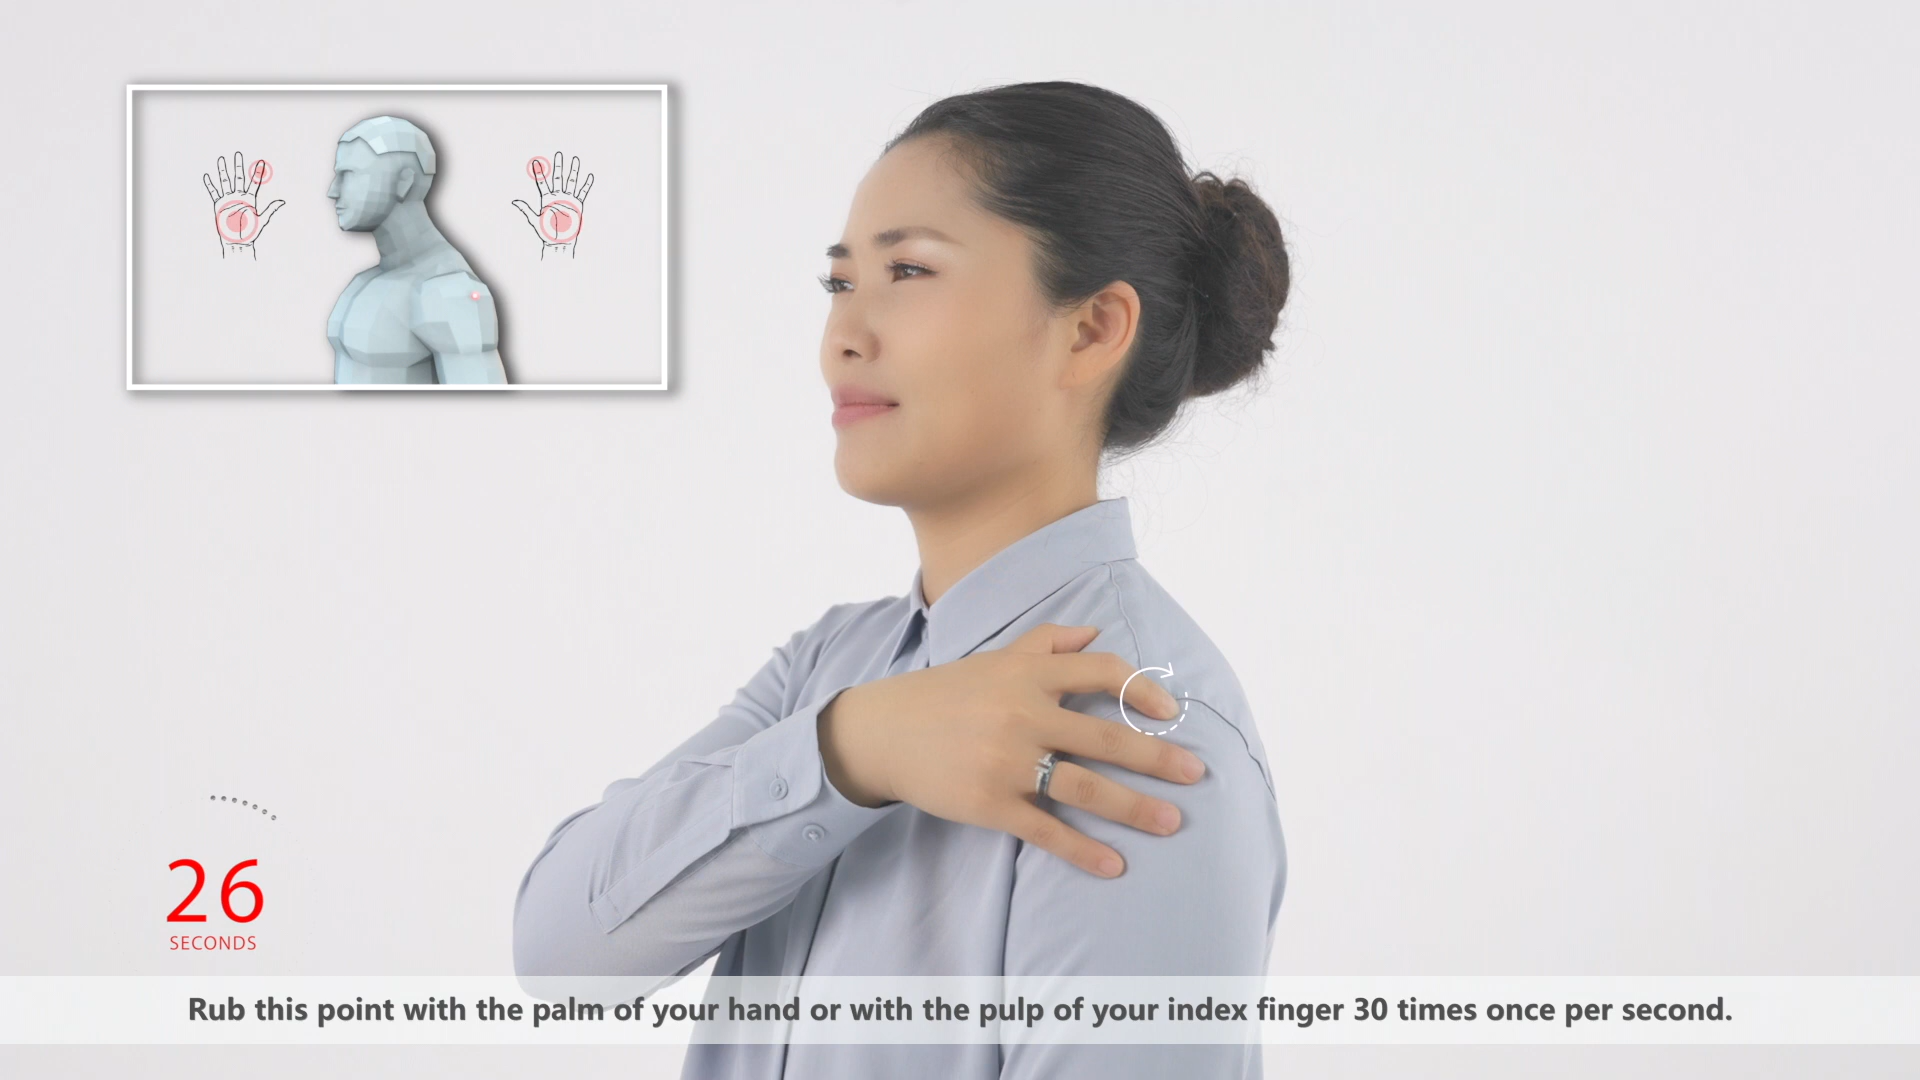 26
SECONDS
Rub this point with the palm of your hand or with the pulp of your index finger 30 times once per second.